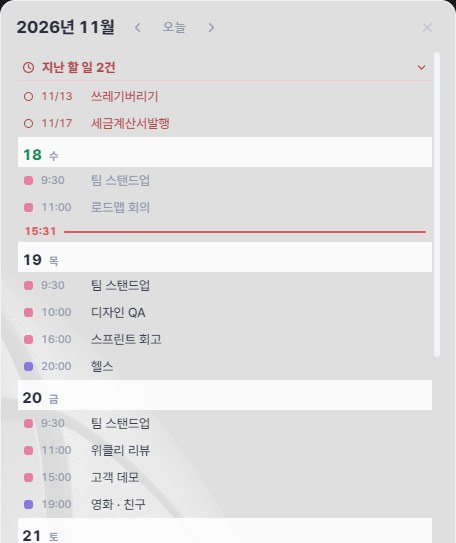 2026년 11월 오늘
지난 할 일 2건
11/13 쓰레기버리기
11/17 세금계산서발행
18 수
9:30 팀 스탠드업
11:00 로드맵 회의
15:31
19 목
9:30 팀 스탠드업
10:00 디자인 QA
16:00 스프린트 회고
20:00 헬스
20 금
9:30 팀 스탠드업
11:00 위클리 리뷰
15:00 고객 데모
19:00 영화 · 친구
21 토